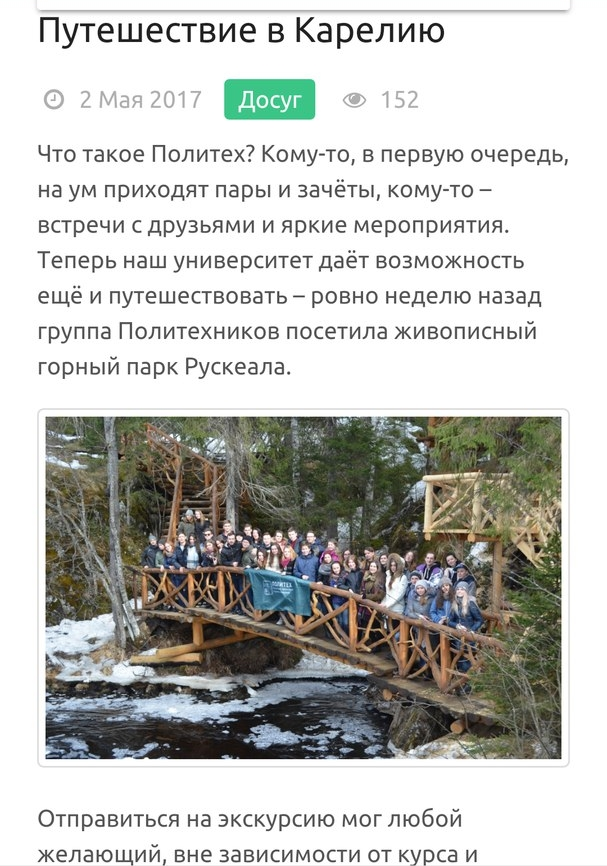 Путешествие в Карелию
2 Мая 2017 Досуг 152
Что такое Политех? Кому-то, в первую очередь,
на ум приходят пары и зачёты, кому-то –
встречи с друзьями и яркие мероприятия.
Теперь наш университет даёт возможность
ещё и путешествовать – ровно неделю назад
группа Политехников посетила живописный
горный парк Рускеала.
ПОЛИТЕХ
Отправиться на экскурсию мог любой
желающий, вне зависимости от курса и